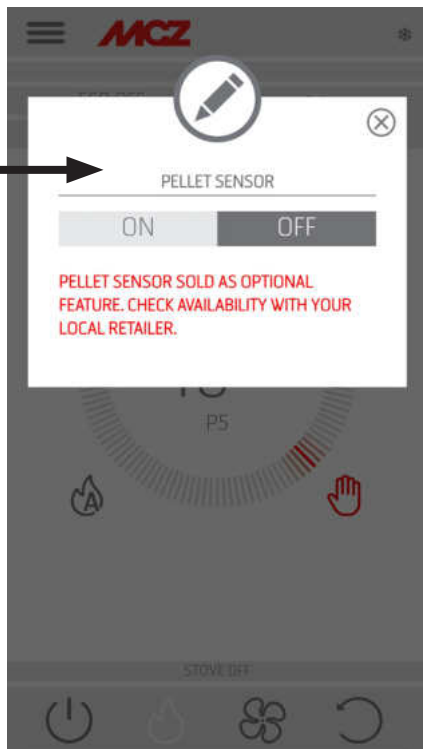 MCZ
PELLET SENSOR
ON OFF
PELLET SENSOR SOLD AS OPTIONAL
FEATURE. CHECK AVAILABILITY WITH YOUR
LOCAL RETAILER.
P5
A
STOVE OFF